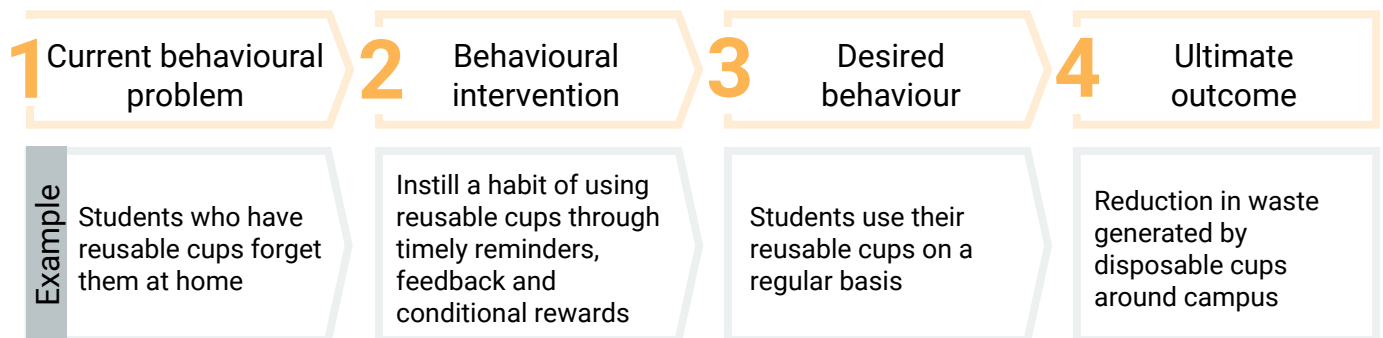 1
Current behavioural
problem
2
Behavioural
intervention
3
Desired
behaviour
4
Ultimate
outcome
Example
Students who have
reusable cups forget
them at home
Instill a habit of using
reusable cups through
timely reminders,
feedback and
conditional rewards
Students use their
reusable cups on a
regular basis
Reduction in waste
generated by
disposable cups
around campus